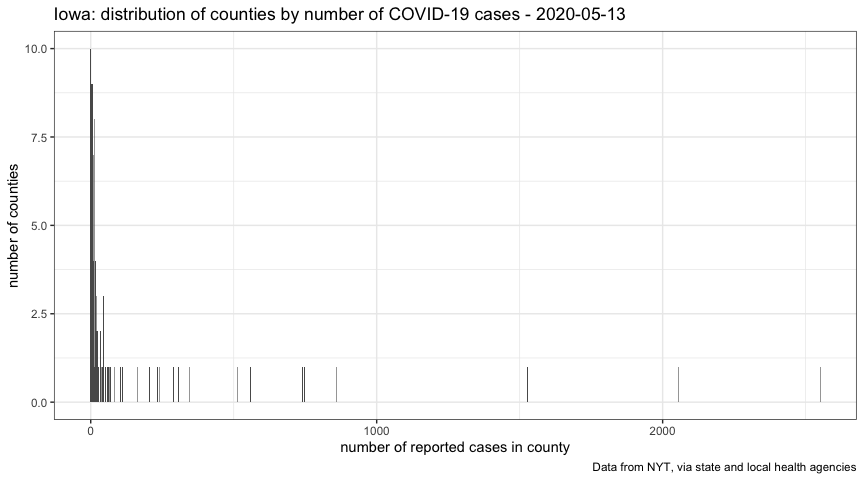 Iowa: distribution of counties by number of COVID-19 cases - 2020-05-13
10.0
7.5
5.0
2.5
0.0
number of counties
0 1000 2000
number of reported cases in county
Data from NYT, via state and local health agencies